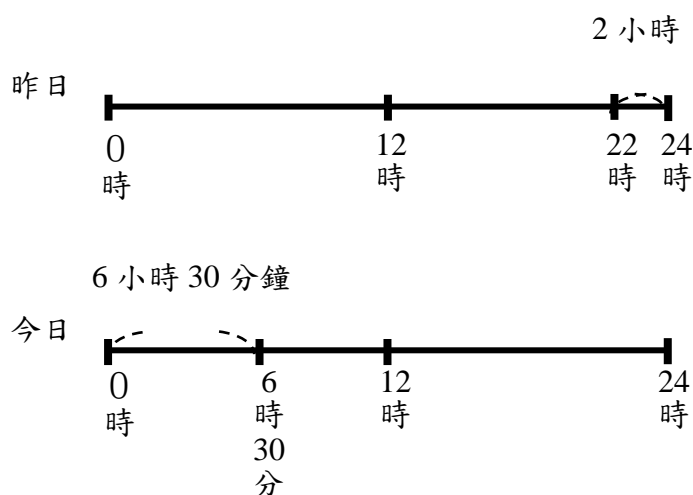 2 小時
昨日
0 12 22 24
時 時 時 時
6 小時 30 分鐘
今日
0 6 12 24
時 時 時 時
30
分